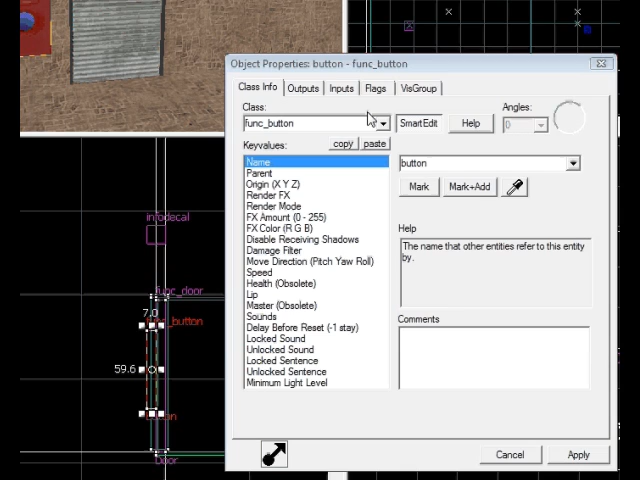 Object Properties: button - func_button
Class Info Outputs Inputs Flags VisGroup
Class:
func_button
SmartEdit
Help
Angles:
0
Keyvalues:
copy
paste
Name
Parent
Origin (X Y Z)
Render FX
Render Mode
FX Amount (0 - 255)
FX Color (R G B)
Disable Receiving Shadows
Damage Filter
Move Direction (Pitch Yaw Roll)
Speed
Health (Obsolete)
Lip
Master (Obsolete)
Sounds
Delay Before Reset (-1 stay)
Locked Sound
Unlocked Sound
Locked Sentence
Unlocked Sentence
Minimum Light Level
button
Mark
Mark+Add
Help
The name that other entities refer to this entity
by.
Comments
Cancel
Apply
infodecal
func_door
7.0
func_button
59.6
Door